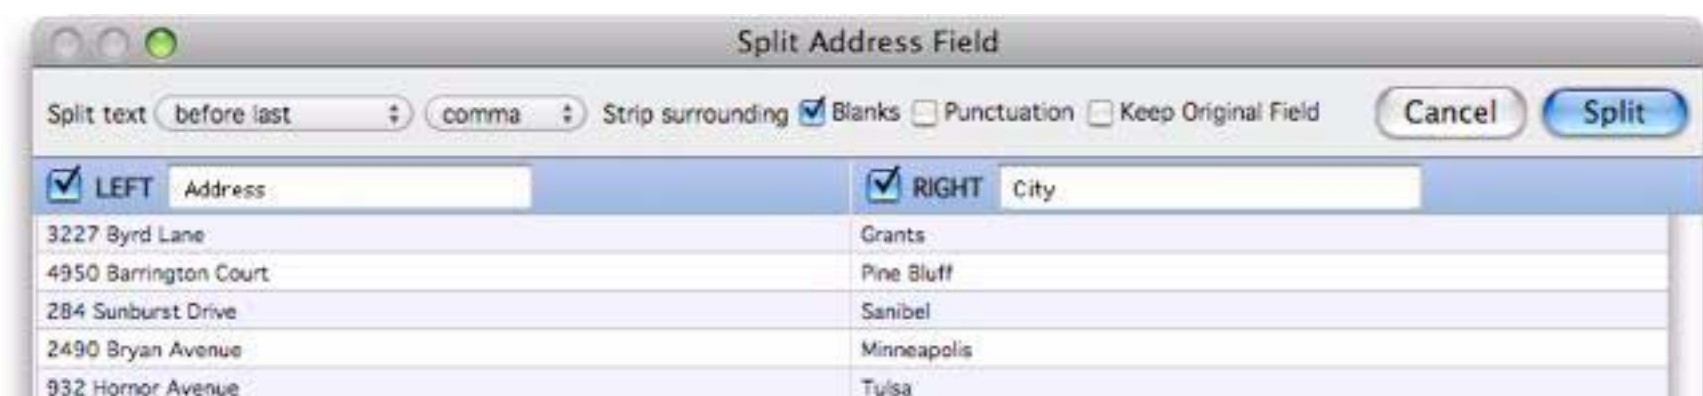 Split Address Field
Split text before last comma Strip surrounding Blanks Punctuation Keep Original Field Cancel Split
LEFT Address RIGHT City
3227 Byrd Lane Grants
4950 Barrington Court Pine Bluff
284 Sunburst Drive Sanibel
2490 Bryan Avenue Minneapolis
932 Hornor Avenue Tulsa